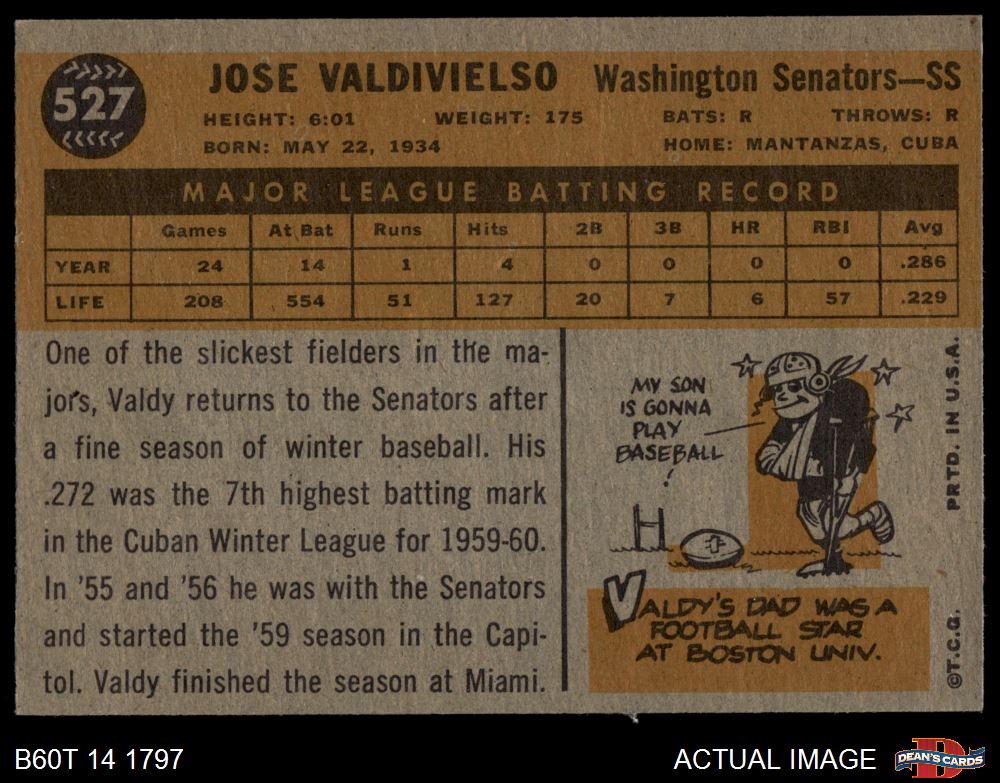 527
JOSE VALDIVIELSO Washington Senators—SS
HEIGHT: 6:01 WEIGHT: 175 BATS: R THROWS: R
BORN: MAY 22, 1934 HOME: MANTANZAS, CUBA
MAJOR LEAGUE BATTING RECORD
Games At Bat Runs Hits 2B 3B HR RBI Avg
YEAR 24 14 1 4 0 0 0 0 .286
LIFE 208 554 51 127 20 7 6 57 .229
One of the slickest fielders in the ma-
jors, Valdy returns to the Senators after
a fine season of winter baseball. His
.272 was the 7th highest batting mark
in the Cuban Winter League for 1959-60.
In '55 and '56 he was with the Senators
and started the '59 season in the Capi-
tol. Valdy finished the season at Miami.
MY SON
IS GONNA
PLAY
BASEBALL
!
VALDY'S DAD WAS A
FOOTBALL STAR
AT BOSTON UNIV.
©T.C.G. PRTD. IN U.S.A.
B60T 14 1797 ACTUAL IMAGE DEAN'S CARDS